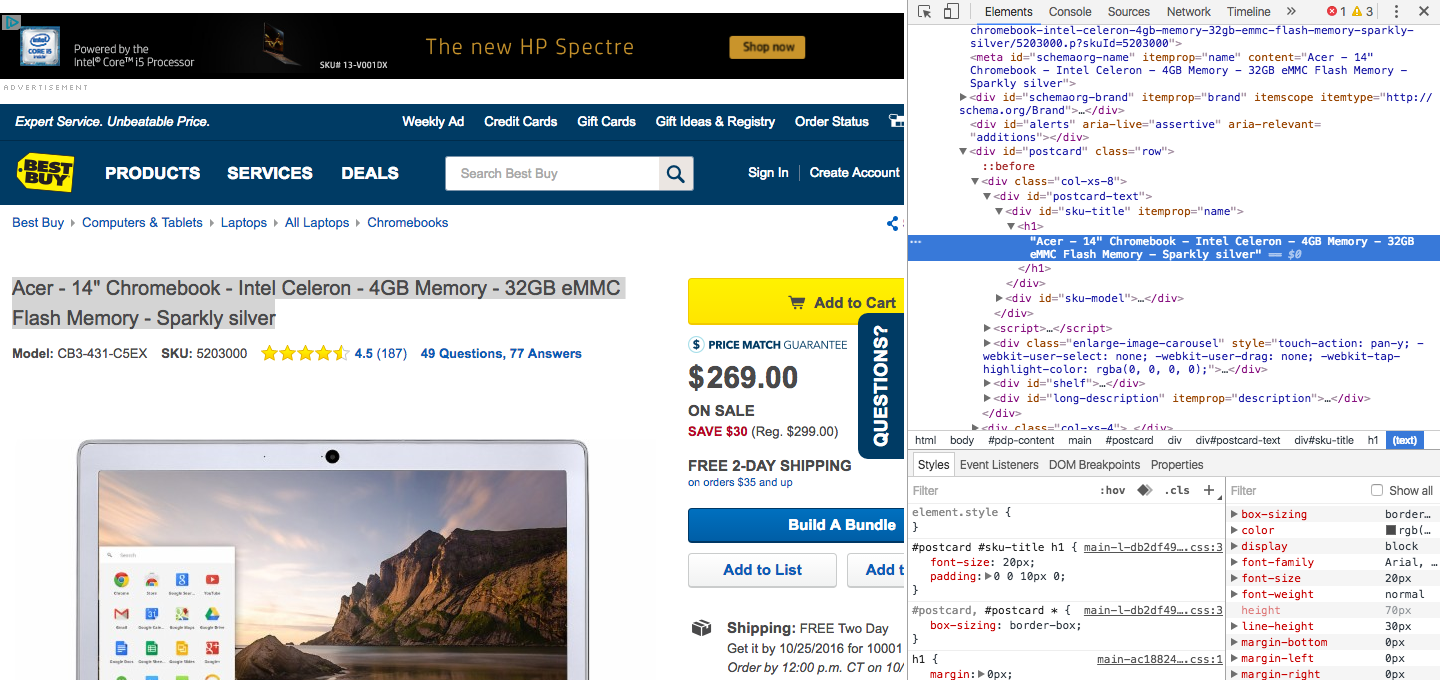 intel
CORE i5
inside
Powered by the
Intel® Core™ i5 Processor
SKU# 13-V001DX
The new HP Spectre
Shop now
ADVERTISEMENT
Expert Service. Unbeatable Price.
Weekly Ad Credit Cards Gift Cards Gift Ideas & Registry Order Status
BEST BUY
PRODUCTS SERVICES DEALS
Search Best Buy
Sign In Create Account
Best Buy Computers & Tablets Laptops All Laptops Chromebooks
Acer - 14" Chromebook - Intel Celeron - 4GB Memory - 32GB eMMC
Flash Memory - Sparkly silver
Model: CB3-431-C5EX SKU: 5203000 4.5 (187) 49 Questions, 77 Answers
Add to Cart
PRICE MATCH GUARANTEE
$269.00
ON SALE
SAVE $30 (Reg. $299.00)
FREE 2-DAY SHIPPING
on orders $35 and up
QUESTIONS?
Build A Bundle
Add to List
Add t
Shipping: FREE Two Day
Get it by 10/25/2016 for 10001
Order by 12:00 p.m. CT on 10/
Search
Chrome Store YouTube
Gmail Google Maps Google Drive
Elements Console Sources Network Timeline » 1 3
chromebook-intel-celeron-4gb-memory-32gb-emmc-flash-memory-sparkly-
silver/5203000.p?skuId=5203000">
<meta id="schemaorg-name" itemprop="name" content="Acer - 14"
Chromebook - Intel Celeron - 4GB Memory - 32GB eMMC Flash Memory -
Sparkly silver">
<div id="schemaorg-brand" itemprop="brand" itemscope itemtype="http://
schema.org/Brand">…</div>
<div id="alerts" aria-live="assertive" aria-relevant=
"additions"></div>
<div id="postcard" class="row">
::before
<div class="col-xs-8">
<div id="postcard-text">
<div id="sku-title" itemprop="name">
<h1>
"Acer - 14" Chromebook - Intel Celeron - 4GB Memory - 32GB
eMMC Flash Memory - Sparkly silver" == $0
</h1>
</div>
<div id="sku-model">…</div>
</div>
<script>…</script>
<div class="enlarge-image-carousel" style="touch-action: pan-y; -
webkit-user-select: none; -webkit-user-drag: none; -webkit-tap-
highlight-color: rgba(0, 0, 0, 0);">…</div>
<div id="shelf">…</div>
<div id="long-description" itemprop="description">…</div>
</div>
<div class="col-xs-4">…</div>
html body #pdp-content main #postcard div div#postcard-text div#sku-title h1 (text)
Styles Event Listeners DOM Breakpoints Properties
Filter :hov .cls +
element.style {
}
#postcard #sku-title h1 { main-l-db2df49….css:3
font-size: 20px;
padding: 0 0 10px 0;
}
#postcard, #postcard * { main-l-db2df49….css:3
box-sizing: border-box;
}
h1 { main-ac18824….css:1
margin: 0px;
Filter Show all
box-sizing border…
color rgb(…
display block
font-family Arial, …
font-size 20px
font-weight normal
height 70px
line-height 30px
margin-bottom 0px
margin-left 0px
margin-right 0px